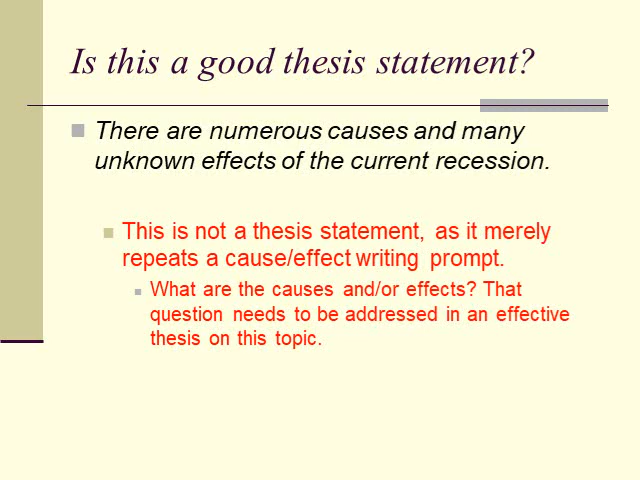 Is this a good thesis statement?
There are numerous causes and many
unknown effects of the current recession.
This is not a thesis statement, as it merely
repeats a cause/effect writing prompt.
What are the causes and/or effects? That
question needs to be addressed in an effective
thesis on this topic.